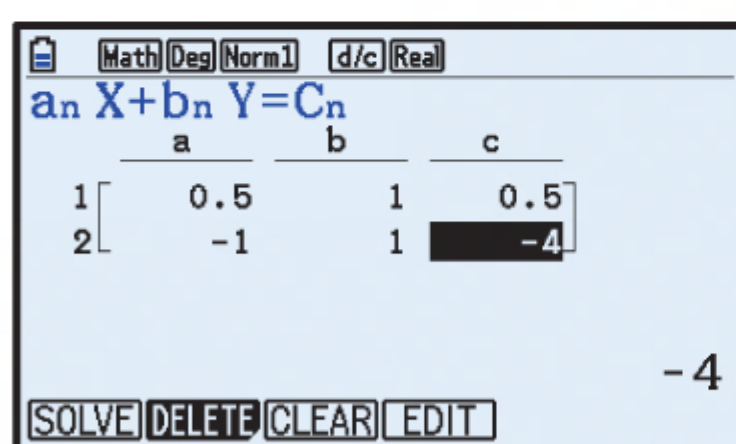 Math Deg Norm1 d/c Real
an X+bn Y=Cn
a b c
1 0.5 1 0.5
2 -1 1 -4
-4
SOLVE DELETE CLEAR EDIT